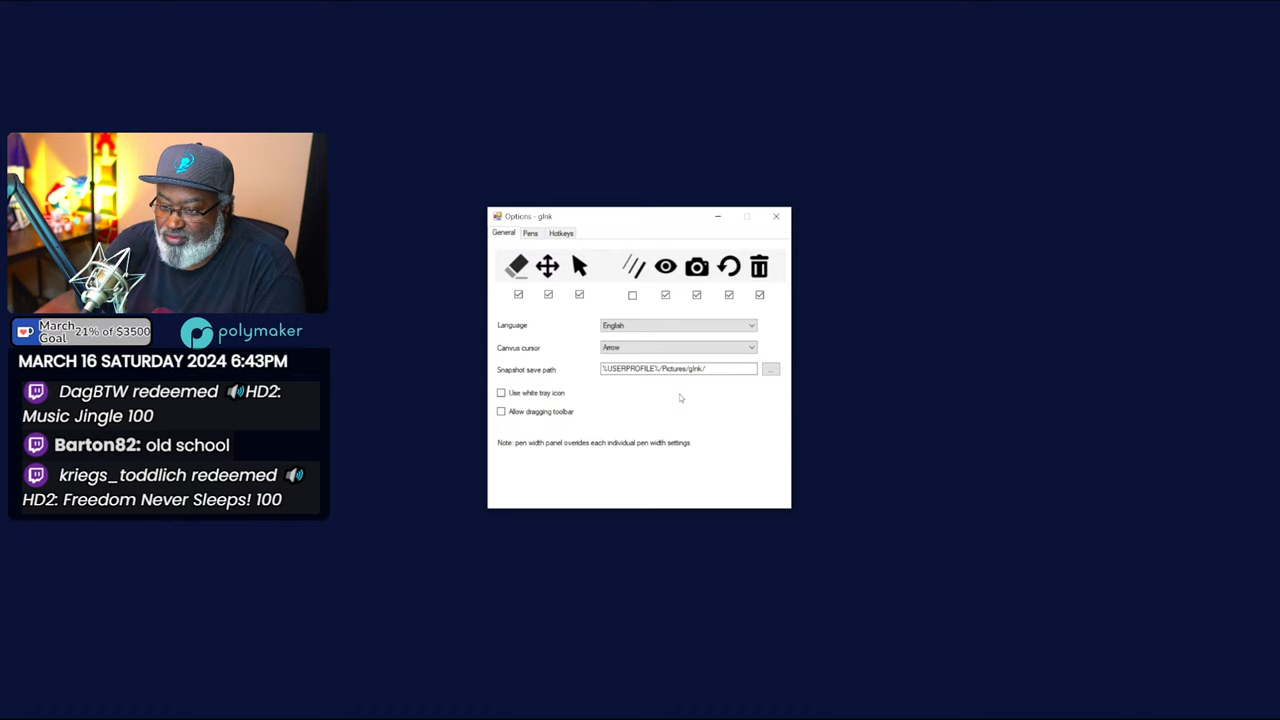 March
Goal
21% of $3500
polymaker
MARCH 16 SATURDAY 2024 6:43PM
DagBTW redeemed HD2:
Music Jingle 100
Barton82: old school
kriegs_toddlich redeemed
HD2: Freedom Never Sleeps! 100
Options - gInk
General Pens Hotkeys
Language English
Canvus cursor Arrow
Snapshot save path %USERPROFILE%/Pictures/gInk/ ...
Use white tray icon
Allow dragging toolbar
Note: pen width panel overides each individual pen width settings